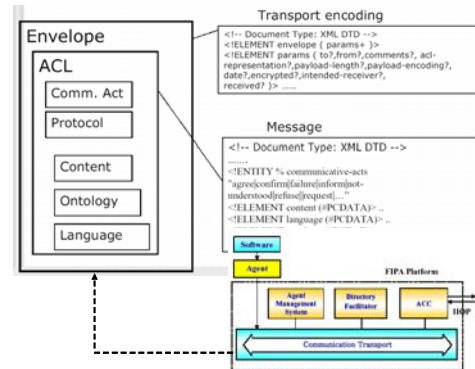 Transport encoding
<!-- Document Type: XML DTD -->
<!ELEMENT envelope { params+ }>
<!ELEMENT params { to?,from?,comments?, acl-
representation?,payload-length?,payload-encoding?,
date?,encrypted?,intended-receiver?,
received? }> .....
Envelope
ACL
Comm. Act
Protocol
Content
Ontology
Language
Message
<!-- Document Type: XML DTD -->
.......
<!ENTITY % communicative-acts
"agree|confirm|failure|inform|not-
understood|refuse|request|..."
<!ELEMENT content (#PCDATA)> ..
<!ELEMENT language (#PCDATA)> ..
Software
Agent
FIPA Platform
Agent
Management
System
Directory
Facilitator
ACC
IIOP
Communication Transport